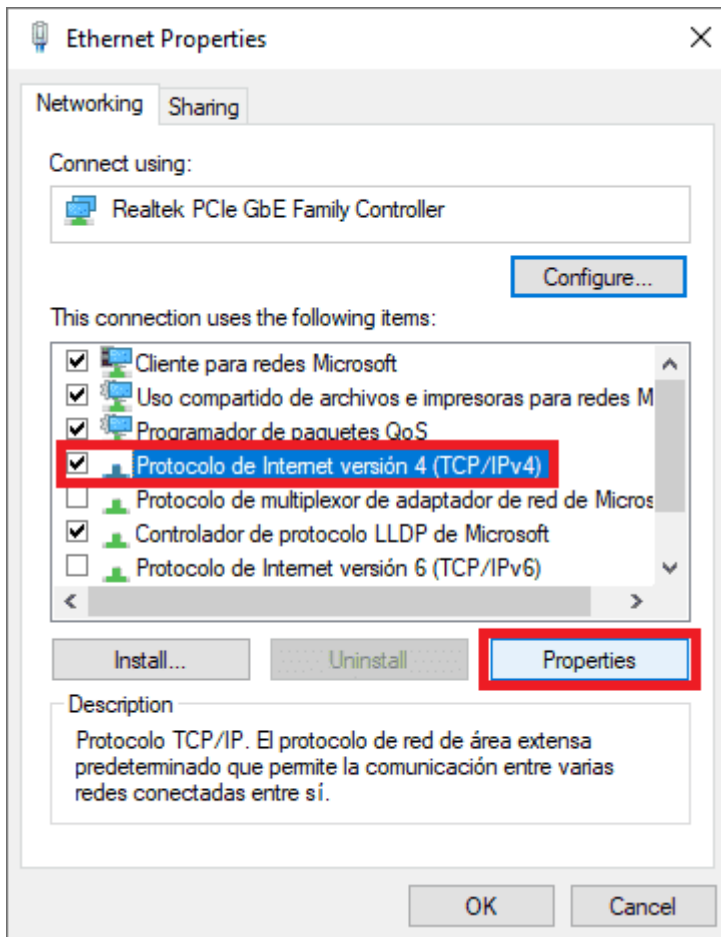 Ethernet Properties
Networking
Sharing
Connect using:
Realtek PCIe GbE Family Controller
Configure...
This connection uses the following items:
Cliente para redes Microsoft
Uso compartido de archivos e impresoras para redes M
Programador de paquetes QoS
Protocolo de Internet versión 4 (TCP/IPv4)
Protocolo de multiplexor de adaptador de red de Micros
Controlador de protocolo LLDP de Microsoft
Protocolo de Internet versión 6 (TCP/IPv6)
Install...
Uninstall
Properties
Description
Protocolo TCP/IP. El protocolo de red de área extensa
predeterminado que permite la comunicación entre varias
redes conectadas entre sí.
OK
Cancel